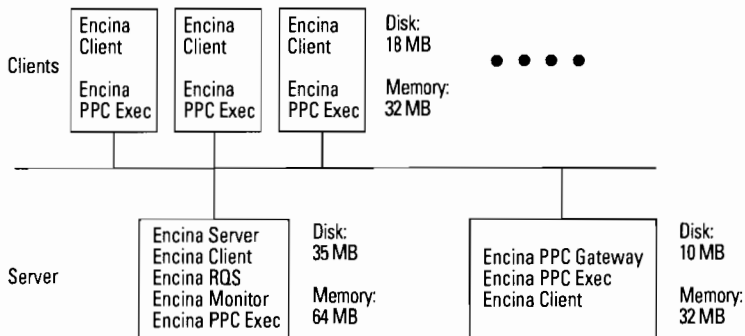 Clients
Encina
Client
Encina
PPC Exec
Encina
Client
Encina
PPC Exec
Encina
Client
Encina
PPC Exec
Disk:
18 MB
Memory:
32 MB
Server
Encina Server
Encina Client
Encina RQS
Encina Monitor
Encina PPC Exec
Disk:
35 MB
Memory:
64 MB
Encina PPC Gateway
Encina PPC Exec
Encina Client
Disk:
10 MB
Memory:
32 MB